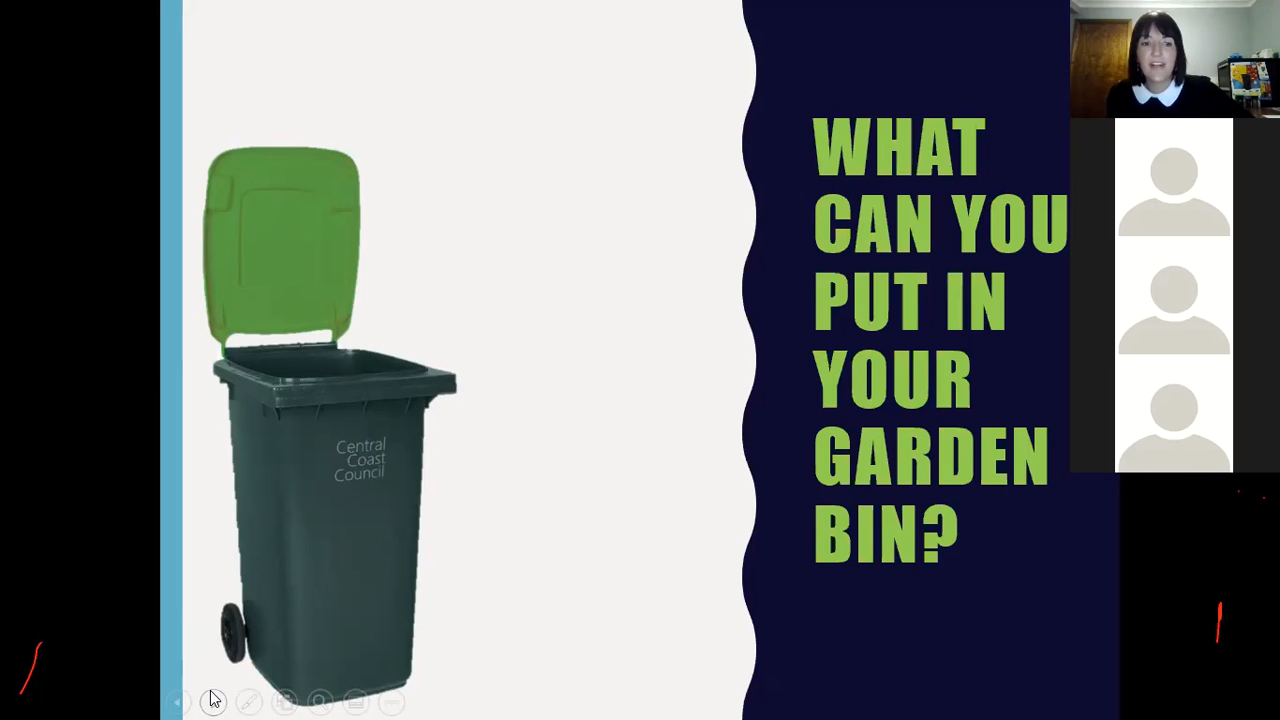 WHAT
CAN YOU
PUT IN
YOUR
GARDEN
BIN?
Central
Coast
Council